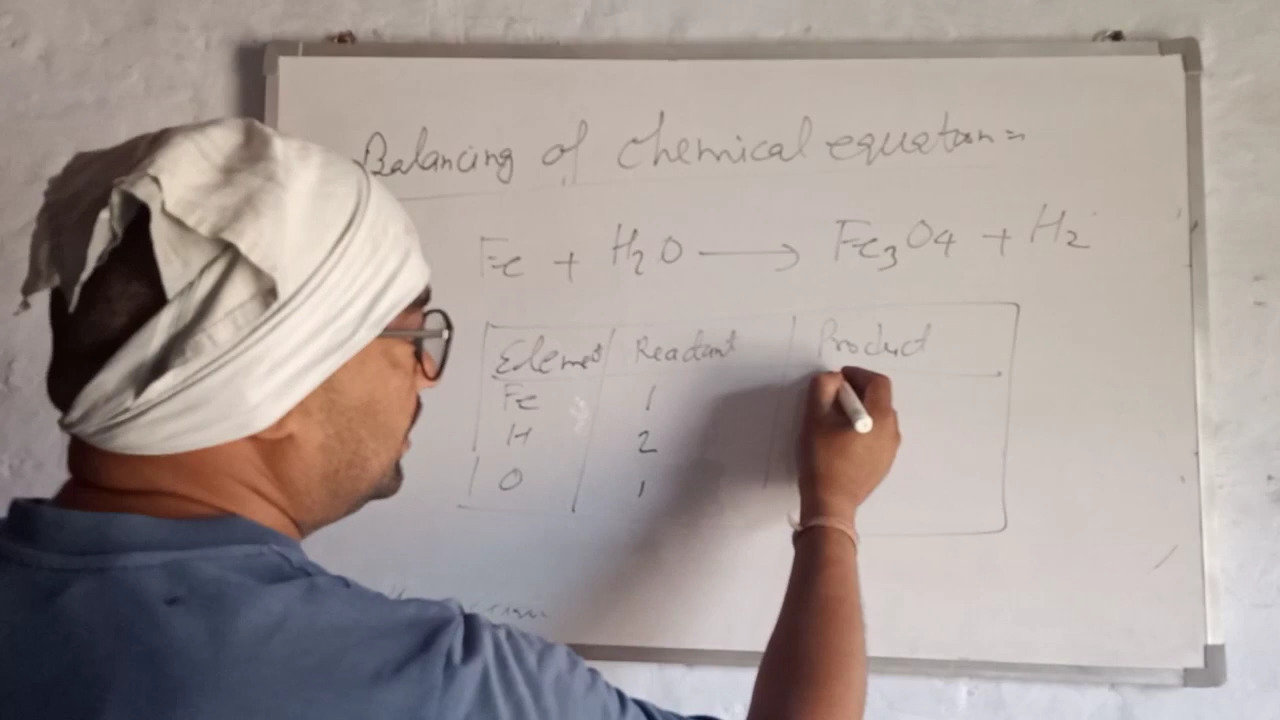 Balancing of chemical equation =
Fe + H2O → Fe3O4 + H2
Element Reactant Product
Fe 1
H 2
O 1